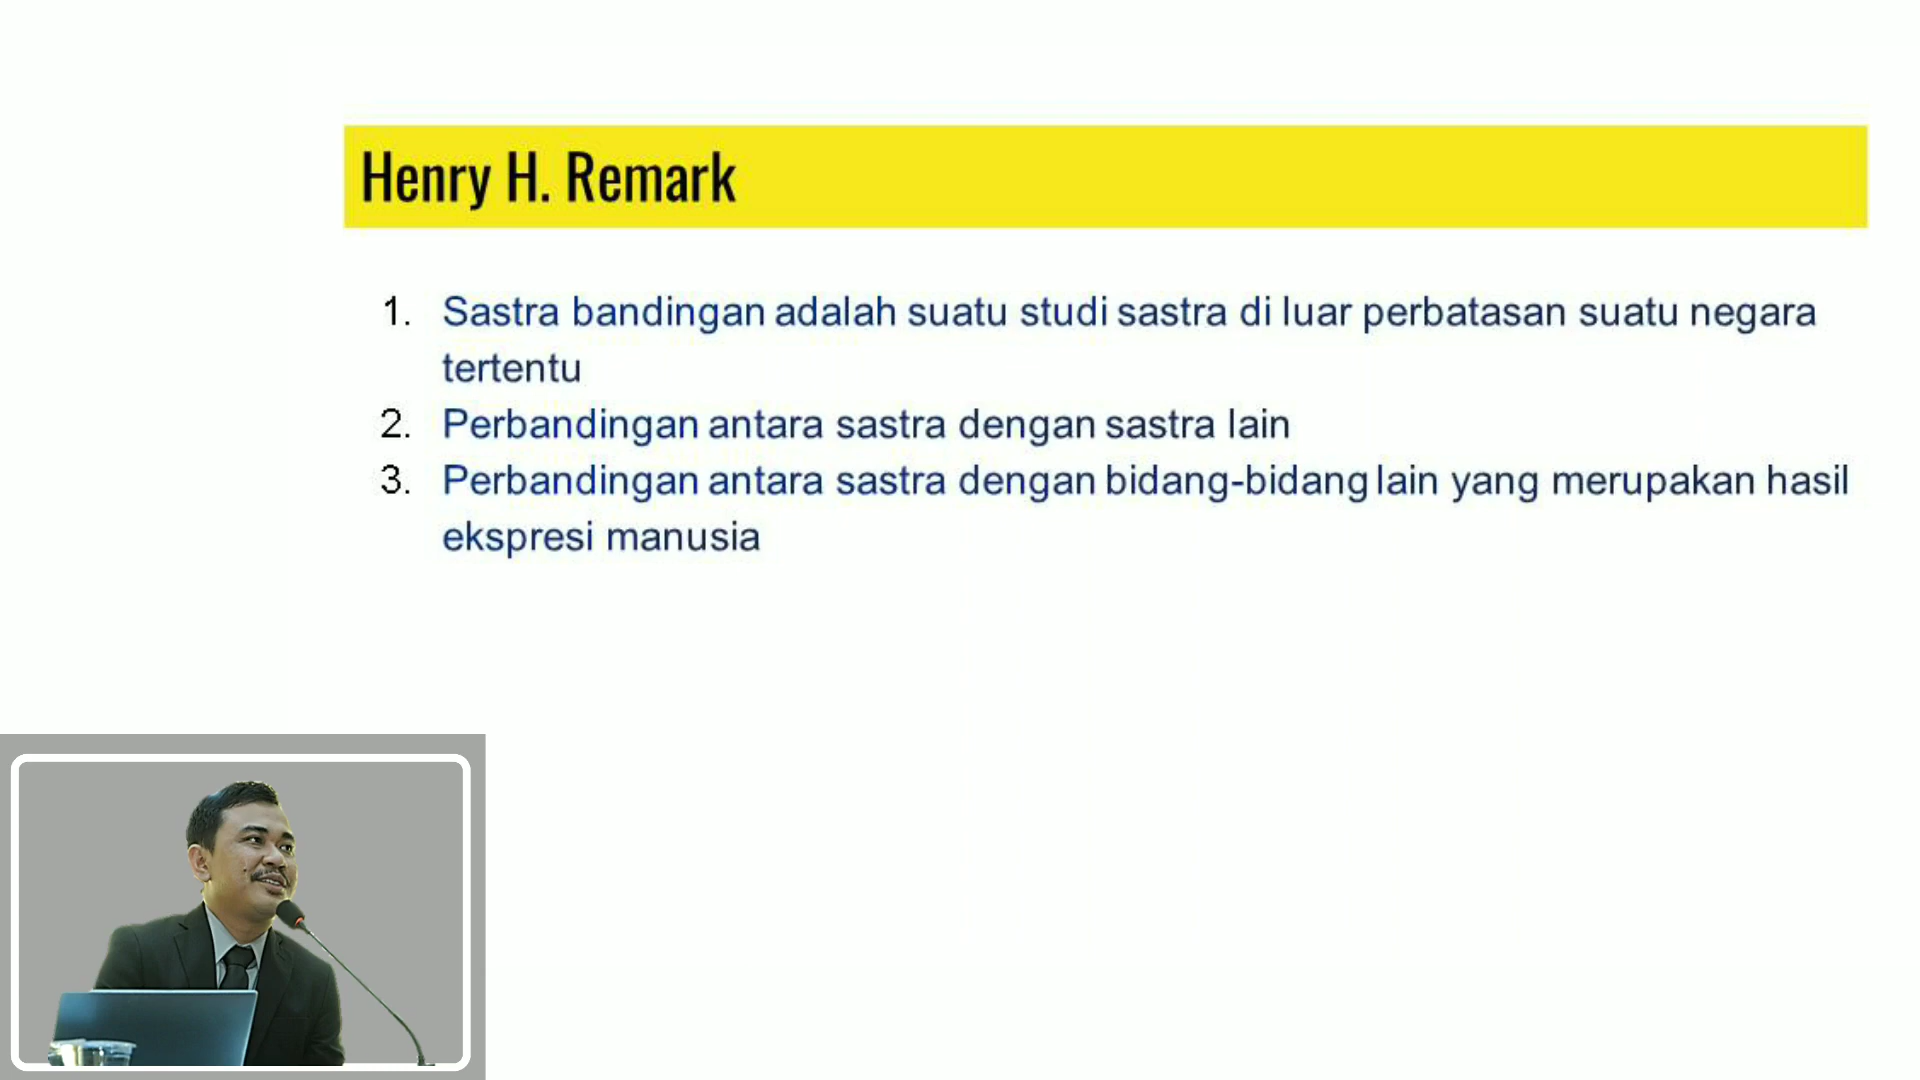 Henry H. Remark
1. Sastra bandingan adalah suatu studi sastra di luar perbatasan suatu negara
tertentu
2. Perbandingan antara sastra dengan sastra lain
3. Perbandingan antara sastra dengan bidang-bidang lain yang merupakan hasil
ekspresi manusia